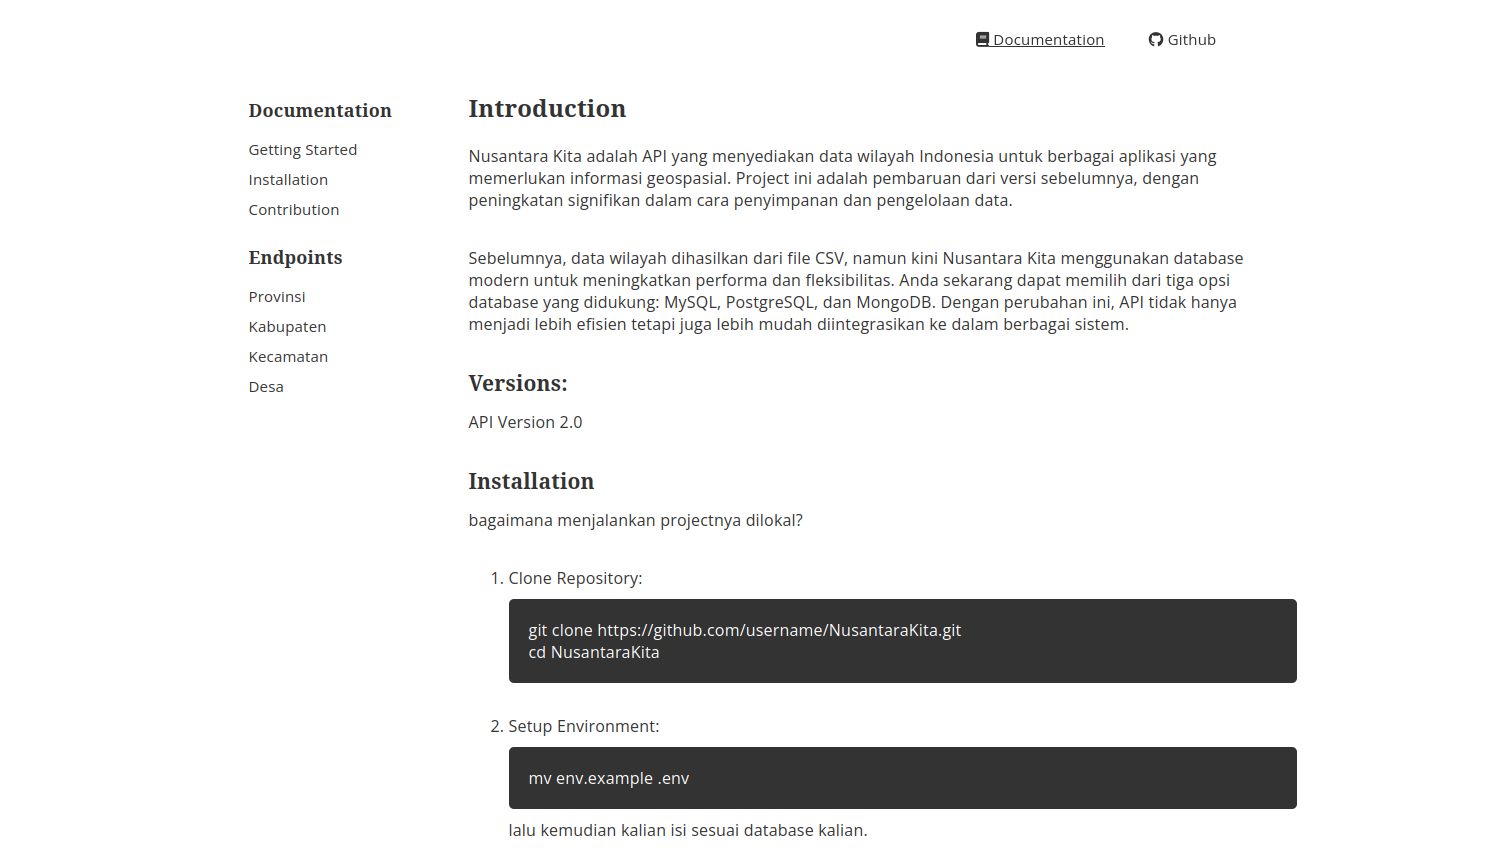 Documentation
Github
Documentation
Getting Started
Installation
Contribution
Endpoints
Provinsi
Kabupaten
Kecamatan
Desa
Introduction
Nusantara Kita adalah API yang menyediakan data wilayah Indonesia untuk berbagai aplikasi yang
memerlukan informasi geospasial. Project ini adalah pembaruan dari versi sebelumnya, dengan
peningkatan signifikan dalam cara penyimpanan dan pengelolaan data.
Sebelumnya, data wilayah dihasilkan dari file CSV, namun kini Nusantara Kita menggunakan database
modern untuk meningkatkan performa dan fleksibilitas. Anda sekarang dapat memilih dari tiga opsi
database yang didukung: MySQL, PostgreSQL, dan MongoDB. Dengan perubahan ini, API tidak hanya
menjadi lebih efisien tetapi juga lebih mudah diintegrasikan ke dalam berbagai sistem.
Versions:
API Version 2.0
Installation
bagaimana menjalankan projectnya dilokal?
1. Clone Repository:
git clone https://github.com/username/NusantaraKita.git
cd NusantaraKita
2. Setup Environment:
mv env.example .env
lalu kemudian kalian isi sesuai database kalian.